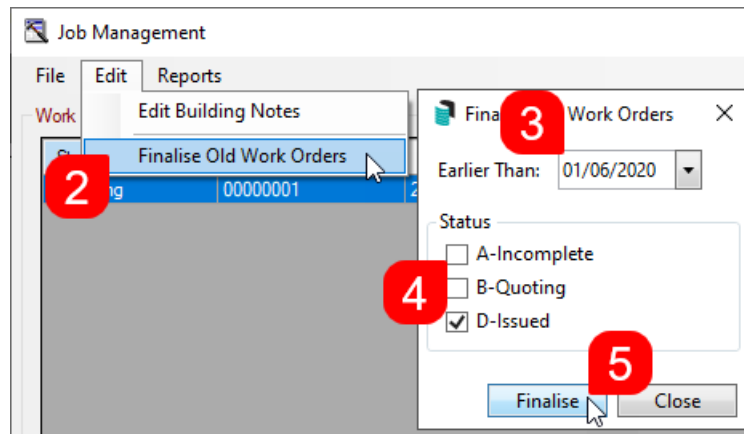 Job Management
File Edit Reports
Work
Edit Building Notes
Finalise Old Work Orders
2
00000001
3
Work Orders
Earlier Than: 01/06/2020
Status
A-Incomplete
B-Quoting
4
D-Issued
5
Finalise Close